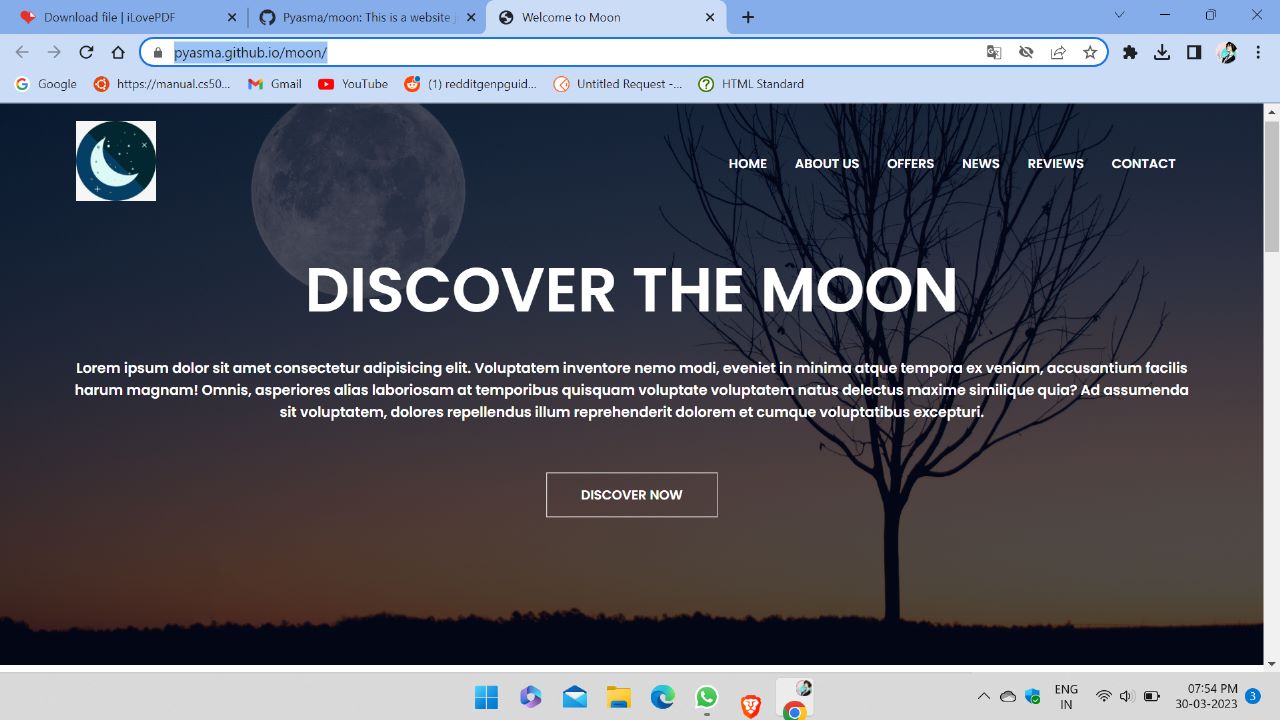 Download file | iLovePDF
Pyasma/moon: This is a website j
Welcome to Moon
pyasma.github.io/moon/
Google
https://manual.cs50...
Gmail
YouTube
(1) redditgenpguid...
Untitled Request -...
HTML Standard
HOME ABOUT US OFFERS NEWS REVIEWS CONTACT
DISCOVER THE MOON
Lorem ipsum dolor sit amet consectetur adipisicing elit. Voluptatem inventore nemo modi, eveniet in minima atque tempora ex veniam, accusantium facilis
harum magnam! Omnis, asperiores alias laboriosam at temporibus quisquam voluptate voluptatem natus delectus maxime similique quia? Ad assumenda
sit voluptatem, dolores repellendus illum reprehenderit dolorem et cumque voluptatibus excepturi.
DISCOVER NOW
ENG
IN
07:54 PM
30-03-2023
3